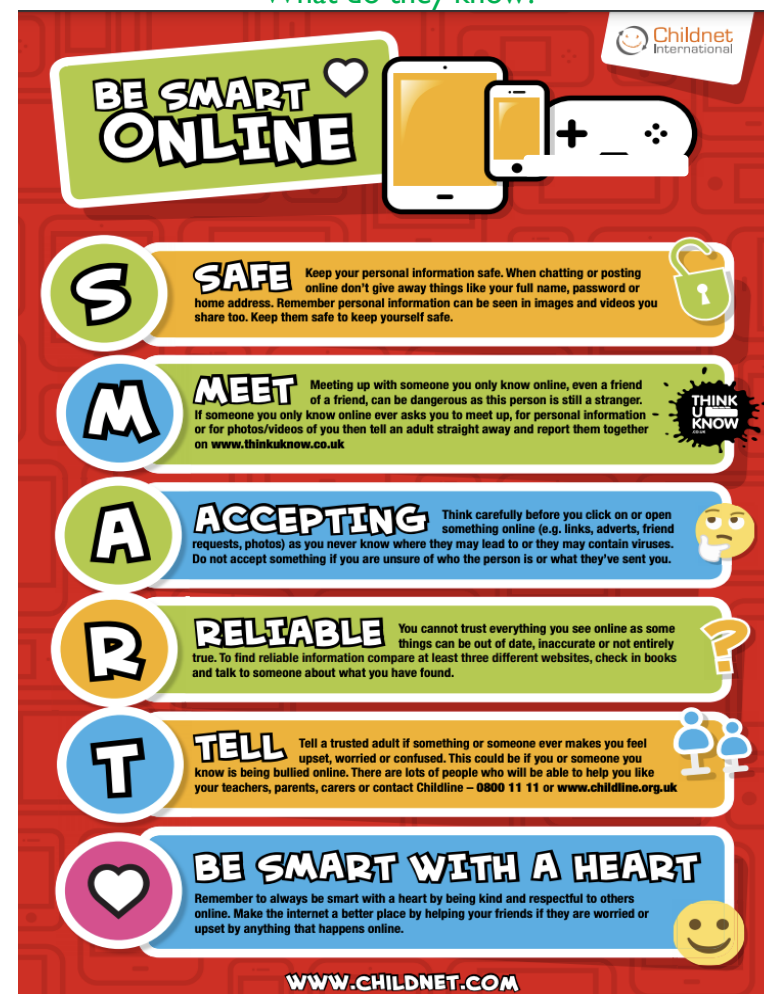 What do they know?
Childnet
International
BE SMART
ONLINE
S
SAFE Keep your personal information safe. When chatting or posting
online don't give away things like your full name, password or
home address. Remember personal information can be seen in images and videos you
share too. Keep them safe to keep yourself safe.
M
MEET Meeting up with someone you only know online, even a friend
of a friend, can be dangerous as this person is still a stranger.
If someone you only know online ever asks you to meet up, for personal information
or for photos/videos of you then tell an adult straight away and report them together
on www.thinkuknow.co.uk
THINK
U
KNOW
.CO.UK
A
ACCEPTING Think carefully before you click on or open
something online (e.g. links, adverts, friend
requests, photos) as you never know where they may lead to or they may contain viruses.
Do not accept something if you are unsure of who the person is or what they've sent you.
R
RELIABLE You cannot trust everything you see online as some
things can be out of date, inaccurate or not entirely
true. To find reliable information compare at least three different websites, check in books
and talk to someone about what you have found.
T
TELL Tell a trusted adult if something or someone ever makes you feel
upset, worried or confused. This could be if you or someone you
know is being bullied online. There are lots of people who will be able to help you like
your teachers, parents, carers or contact Childline – 0800 11 11 or www.childline.org.uk
BE SMART WITH A HEART
Remember to always be smart with a heart by being kind and respectful to others
online. Make the internet a better place by helping your friends if they are worried or
upset by anything that happens online.
WWW.CHILDNET.COM